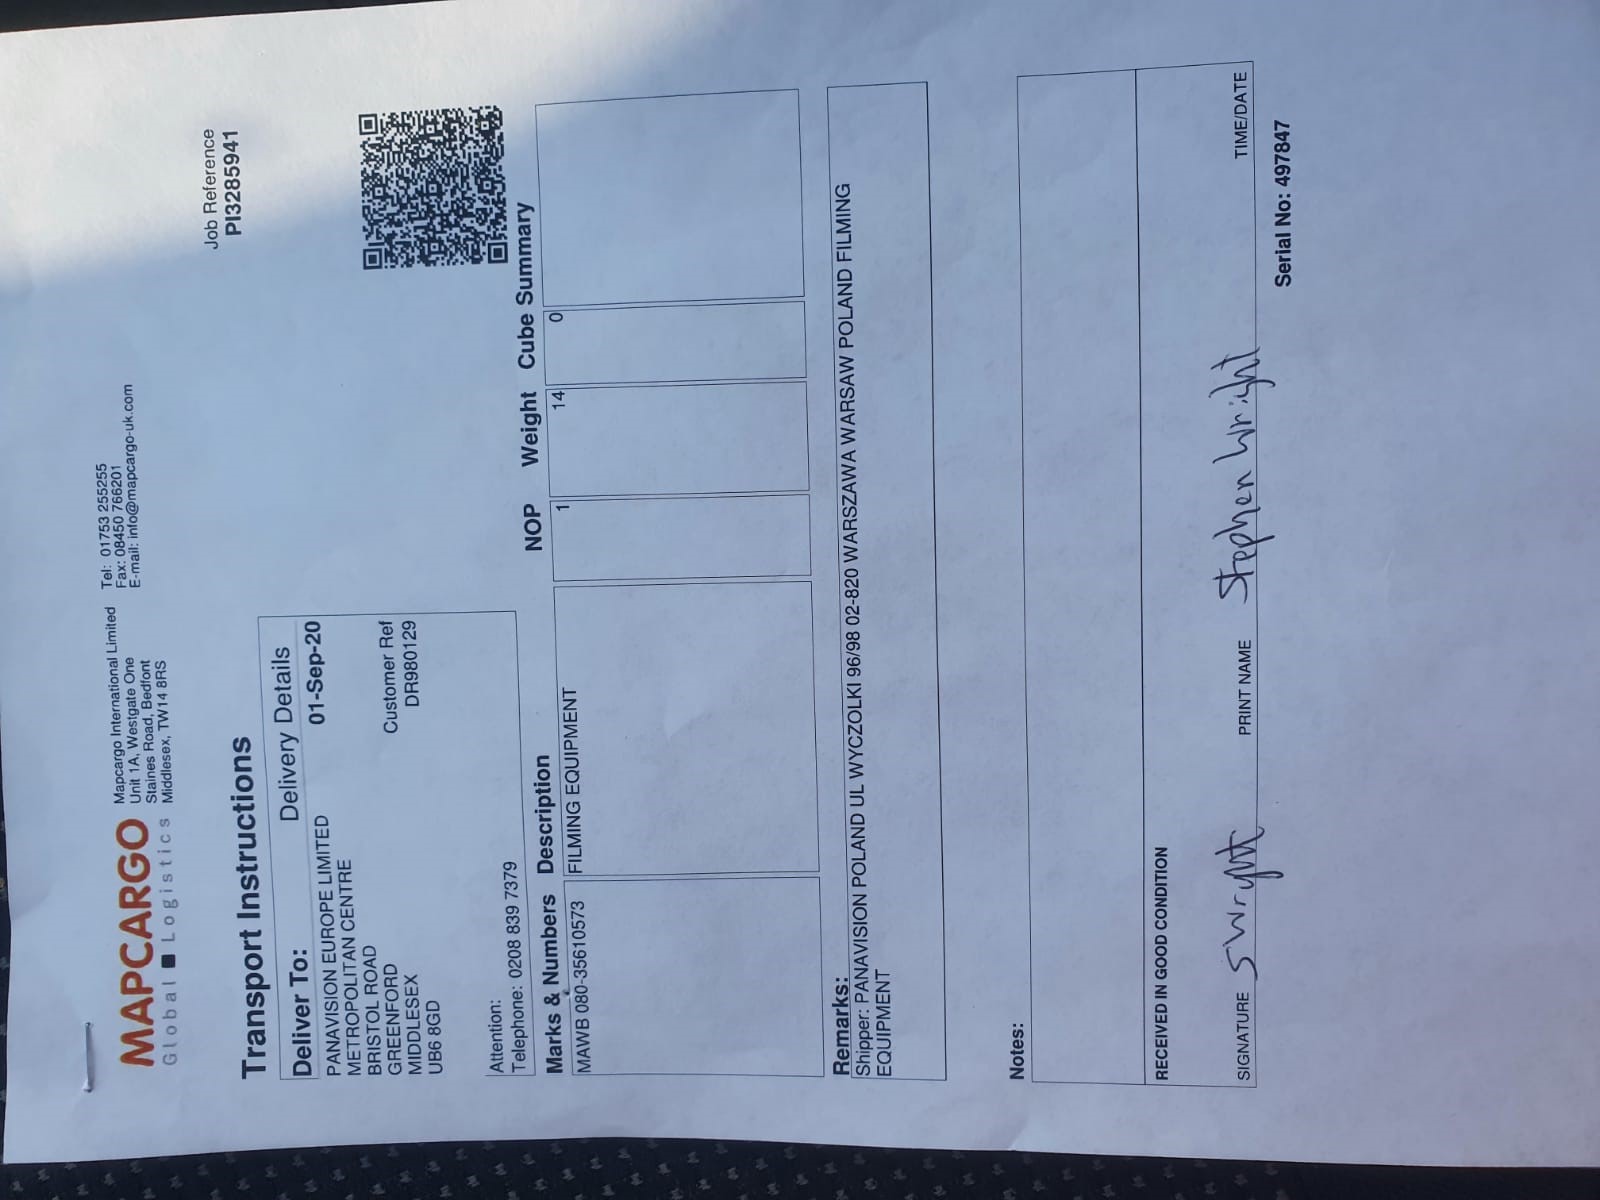 MAPCARGO
Global ■ Logistics
Mapcargo International Limited
Unit 1A, Westgate One
Staines Road, Bedfont
Middlesex, TW14 8RS
Tel: 01753 255255
Fax: 08450 766201
E-mail: info@mapcargo-uk.com
Job Reference
PI3285941
Transport Instructions
Delivery Details
Deliver To: 01-Sep-20
PANAVISION EUROPE LIMITED
METROPOLITAN CENTRE
BRISTOL ROAD
GREENFORD
MIDDLESEX
UB6 8GD
Customer Ref
DR980129
Attention:
Telephone: 0208 839 7379
Marks & Numbers Description NOP Weight Cube Summary
MAWB 080-35610573 FILMING EQUIPMENT 1 14 0
Remarks:
Shipper: PANAVISION POLAND UL WYCZOLKI 96/98 02-820 WARSZAWA WARSAW POLAND FILMING
EQUIPMENT
Notes:
RECEIVED IN GOOD CONDITION
SIGNATURE S Wright PRINT NAME Stephen Wright TIME/DATE
Serial No: 497847